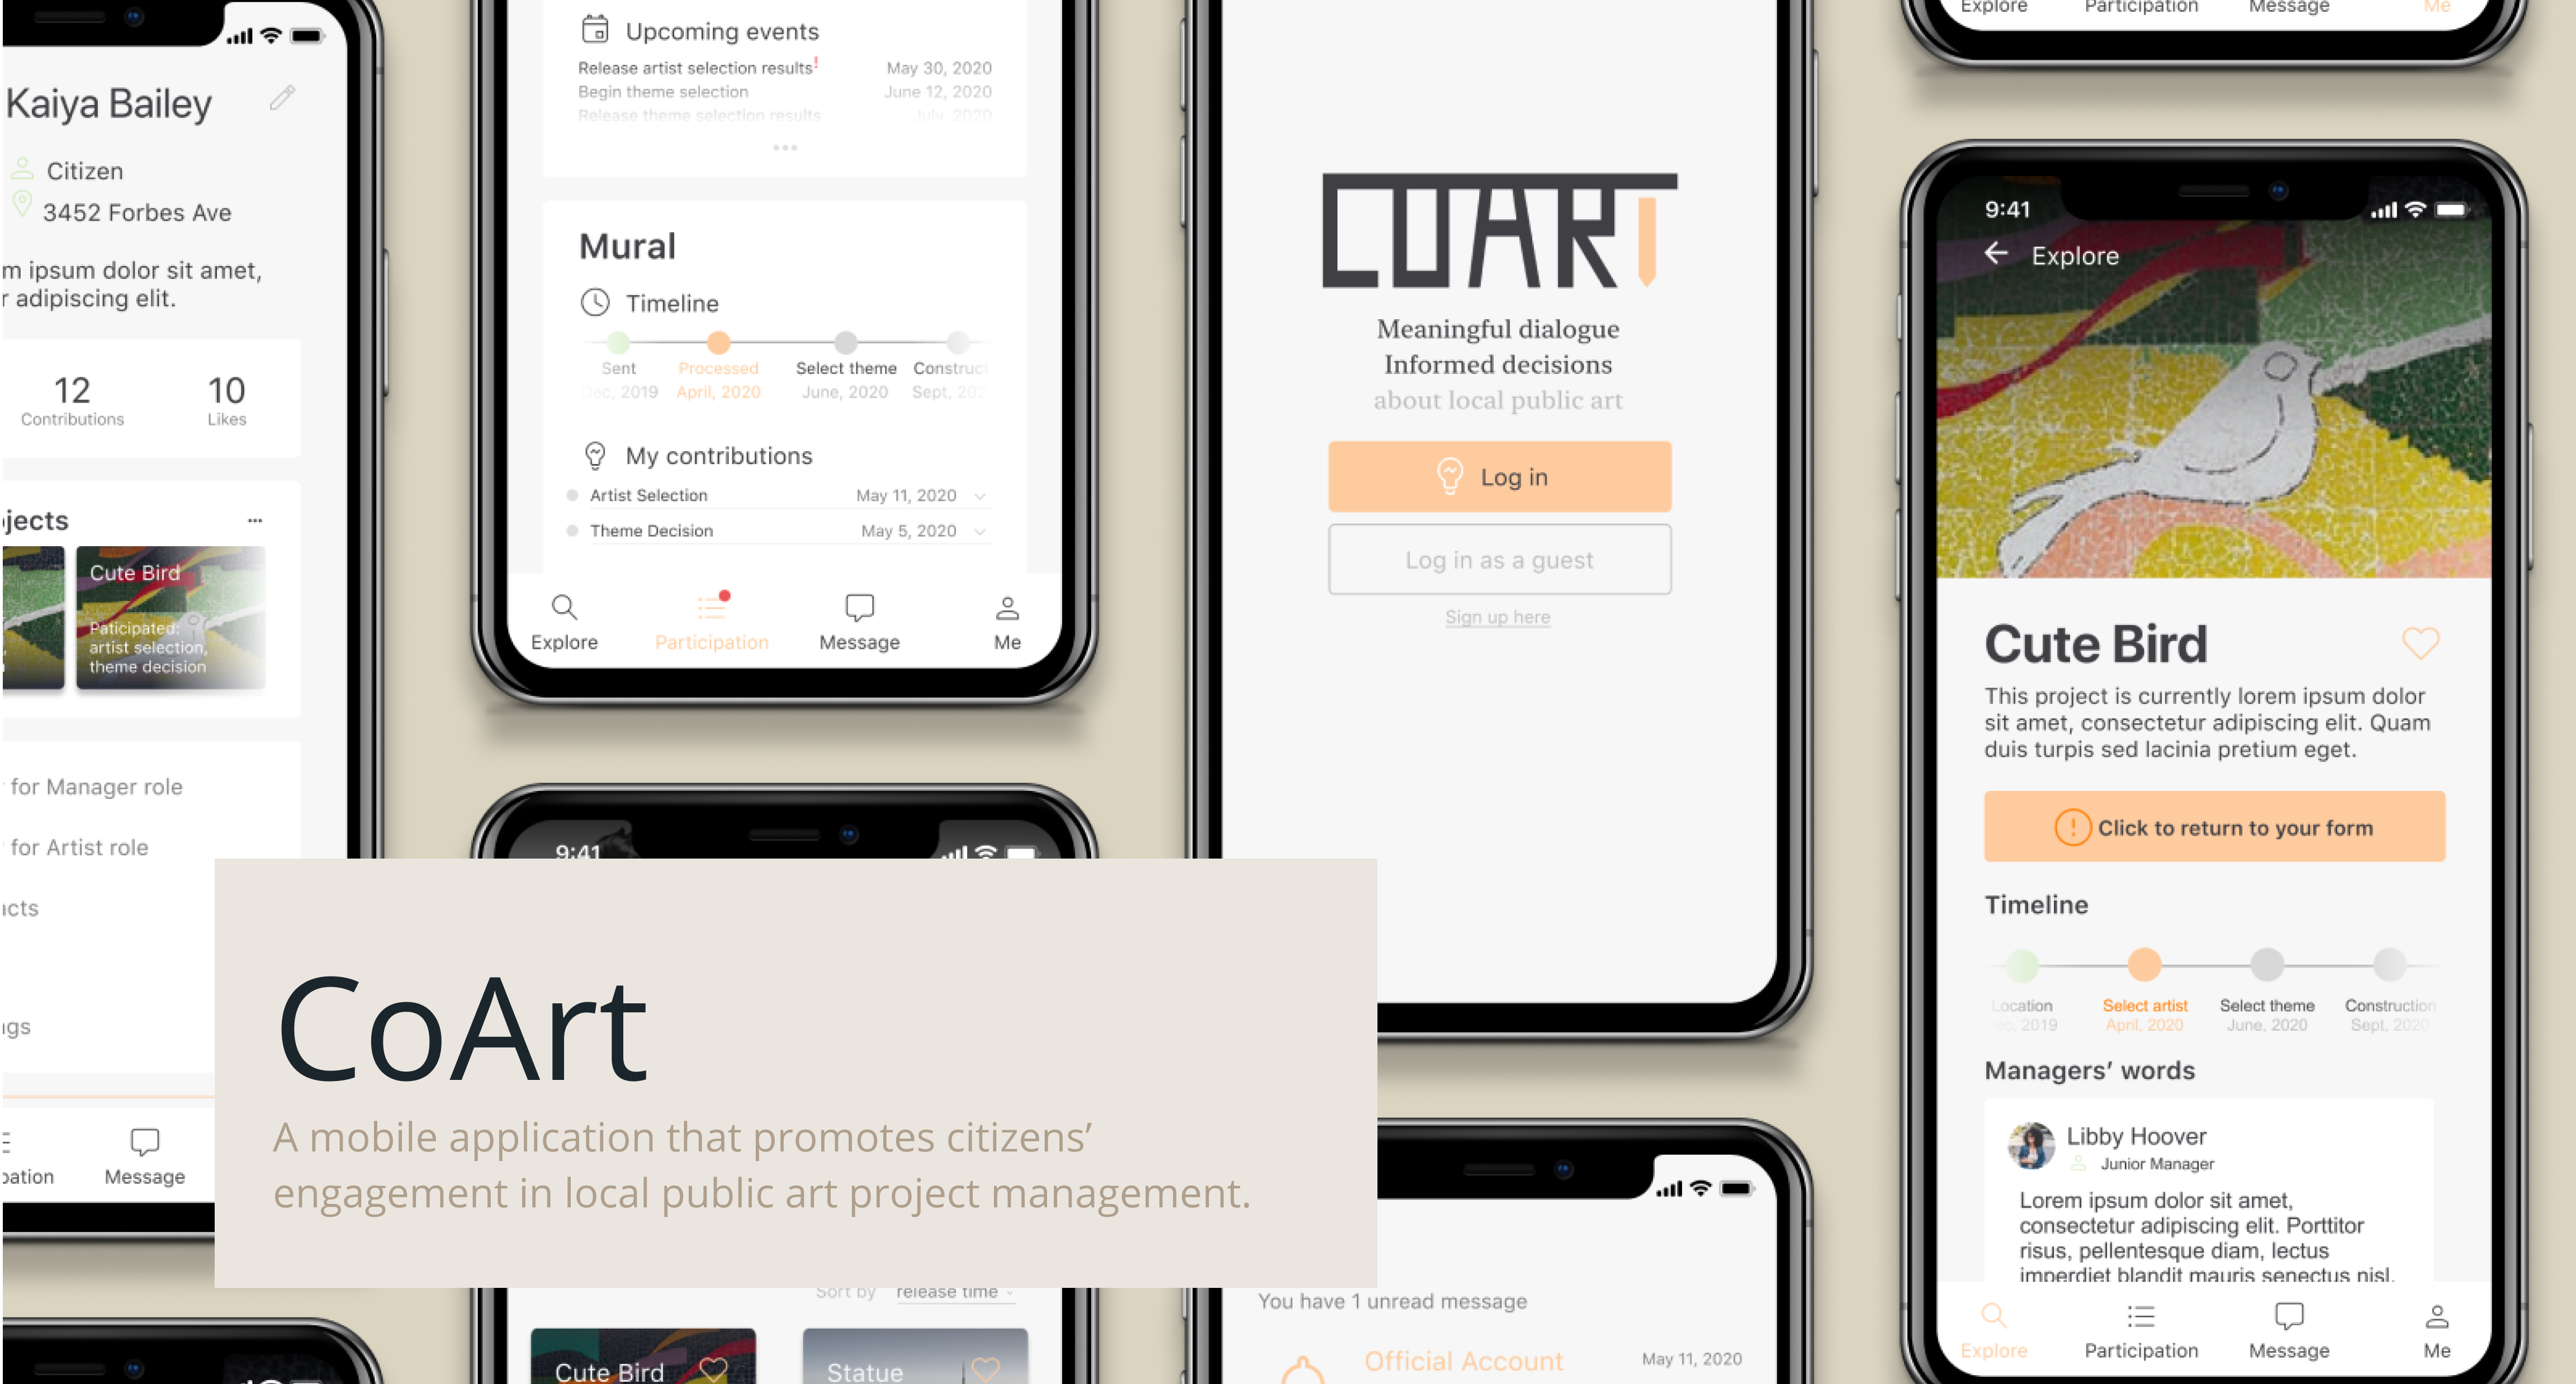 Kaiya Bailey
Citizen
3452 Forbes Ave
m ipsum dolor sit amet,
r adipiscing elit.
12
Contributions
10
Likes
jects
Cute Bird
Paticipated:
artist selection,
theme decision
for Manager role
for Artist role
acts
gs
pation
Message
Upcoming events
Release artist selection results!
May 30, 2020
Begin theme selection
June 12, 2020
Release theme selection results
July, 2020
Mural
Timeline
Sent
Processed
Select theme
Construct
Dec, 2019
April, 2020
June, 2020
Sept, 202
My contributions
Artist Selection
May 11, 2020
Theme Decision
May 5, 2020
Explore
Participation
Message
Me
9:41
CoArt
A mobile application that promotes citizens’
engagement in local public art project management.
Sort by release time
Cute Bird
Statue
COART
Meaningful dialogue
Informed decisions
about local public art
Log in
Log in as a guest
Sign up here
You have 1 unread message
Official Account
May 11, 2020
Explore
Participation
Message
Me
9:41
Explore
Cute Bird
This project is currently lorem ipsum dolor
sit amet, consectetur adipiscing elit. Quam
duis turpis sed lacinia pretium eget.
Click to return to your form
Timeline
Location
Select artist
Select theme
Construction
ec, 2019
April, 2020
June, 2020
Sept, 2020
Managers’ words
Libby Hoover
Junior Manager
Lorem ipsum dolor sit amet,
consectetur adipiscing elit. Porttitor
risus, pellentesque diam, lectus
imperdiet blandit mauris senectus nisl.
Explore
Participation
Message
Me